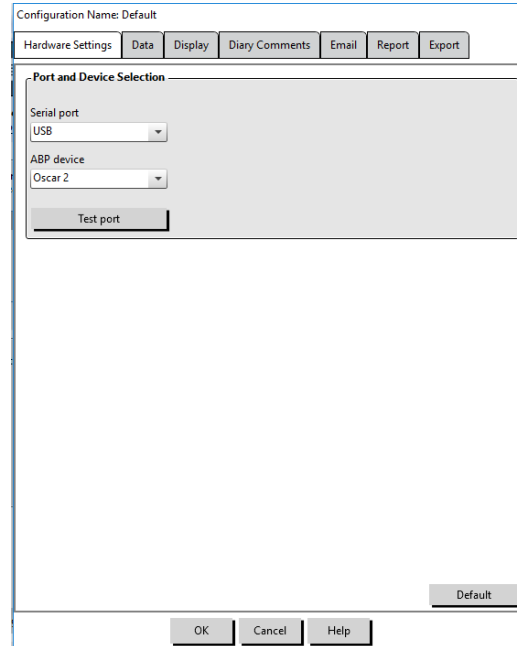 Configuration Name: Default
Hardware Settings Data Display Diary Comments Email Report Export
Port and Device Selection
Serial port
USB
ABP device
Oscar 2
Test port
Default
OK Cancel Help